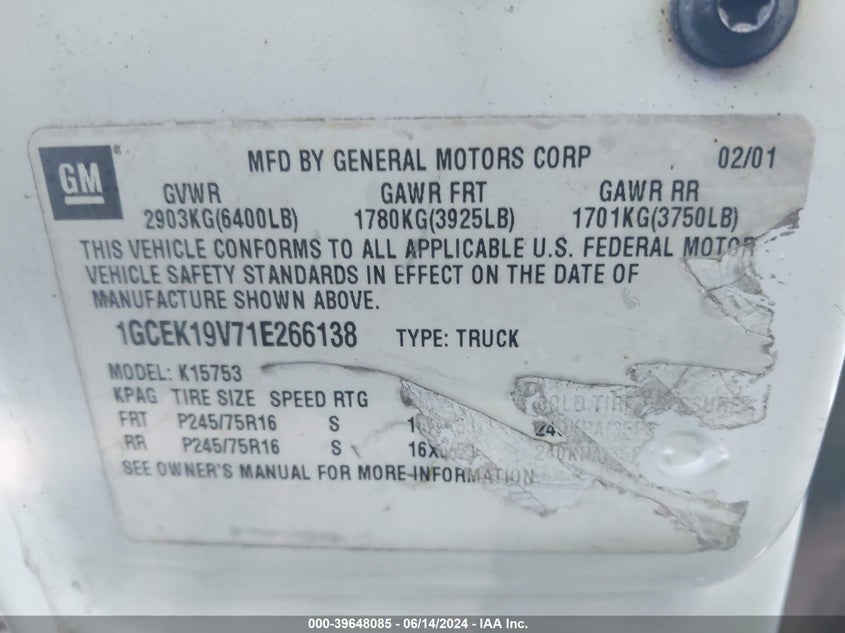 GM
MFD BY GENERAL MOTORS CORP 02/01
GVWR GAWR FRT GAWR RR
2903KG(6400LB) 1780KG(3925LB) 1701KG(3750LB)
THIS VEHICLE CONFORMS TO ALL APPLICABLE U.S. FEDERAL MOTOR
VEHICLE SAFETY STANDARDS IN EFFECT ON THE DATE OF
MANUFACTURE SHOWN ABOVE.
1GCEK19V71E266138 TYPE: TRUCK
MODEL: K15753
KPAG TIRE SIZE SPEED RTG COLD TIRE PRESSURE
FRT P245/75R16 S
RR P245/75R16 S
SEE OWNER'S MANUAL FOR MORE INFORMATION
000-39648085 - 06/14/2024 - IAA Inc.